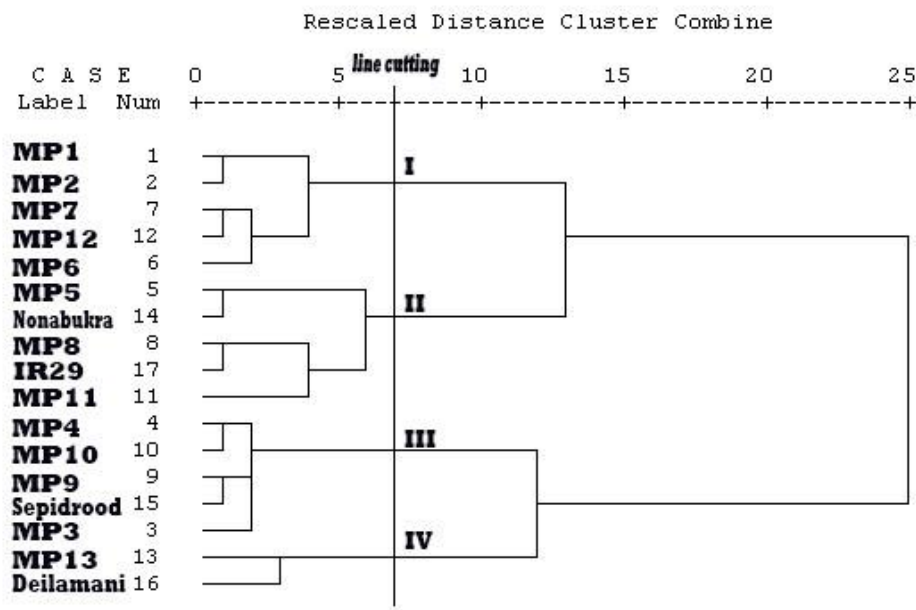 Rescaled Distance Cluster Combine
line cutting
C A S E 0 5 10 15 20 25
Label Num +---------+---------+---------+---------+---------+
MP1 1
I
MP2 2
MP7 7
MP12 12
MP6 6
MP5 5
II
Nonabukra 14
MP8 8
IR29 17
MP11 11
MP4 4
III
MP10 10
MP9 9
Sepidrood 15
MP3 3
IV
MP13 13
Deilamani 16